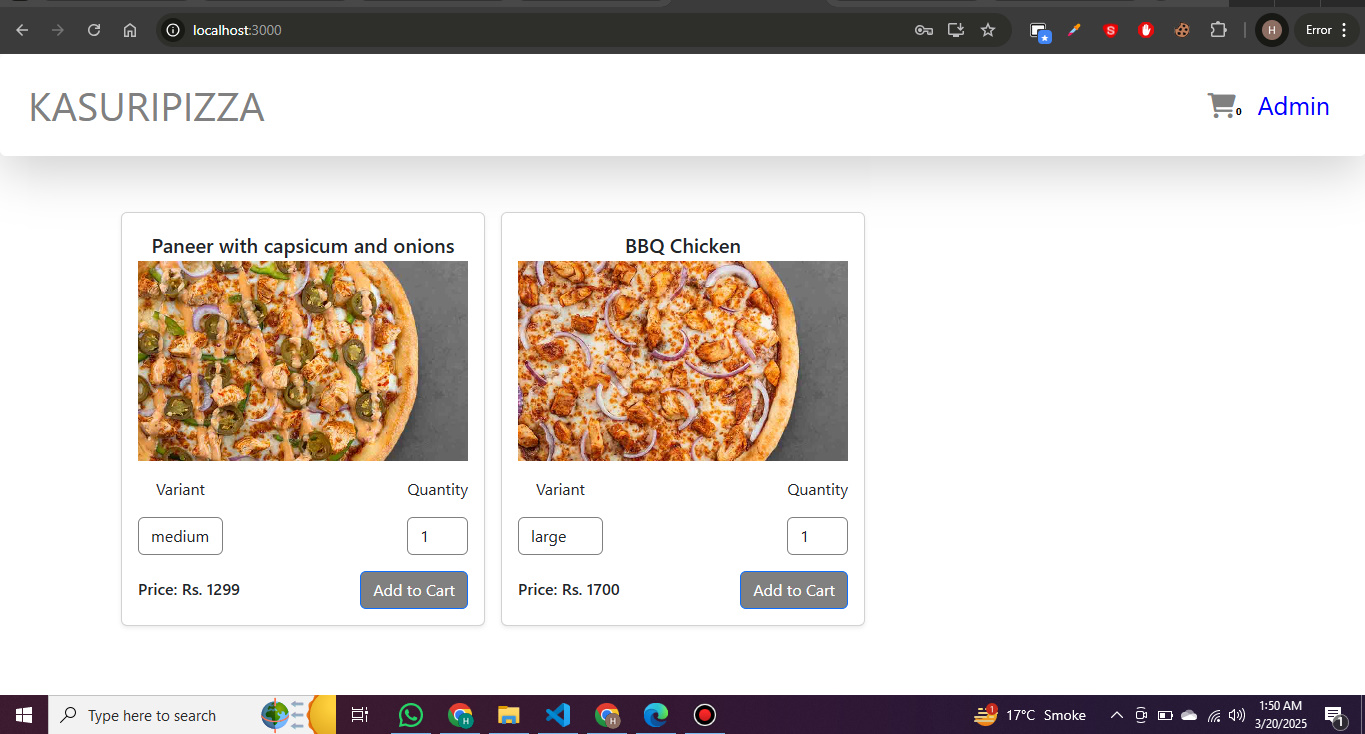 localhost:3000
S
H
Error
KASURIPIZZA
0
Admin
Paneer with capsicum and onions
BBQ Chicken
Variant
Quantity
Variant
Quantity
medium
1
large
1
Price: Rs. 1299
Add to Cart
Price: Rs. 1700
Add to Cart
Type here to search
H
H
1
17°C Smoke
1:50 AM
3/20/2025
1